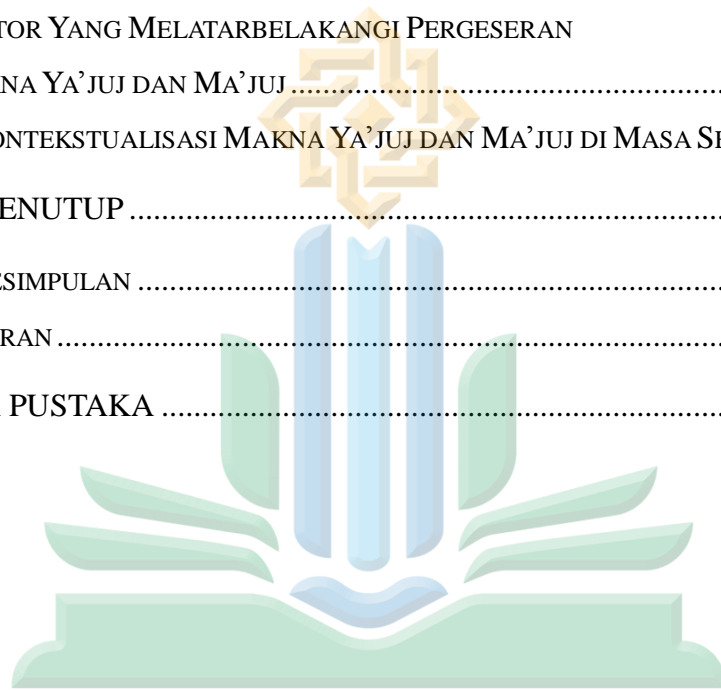 TOR YANG MELATARBELAKANGI PERGESERAN
NA YA’JUJ DAN MA’JUJ ........................................................
ONTEKSTUALISASI MAKNA YA’JUJ DAN MA’JUJ DI MASA SE
ENUTUP ........................................................................
ESIMPULAN ........................................................................
RAN ..................................................................................
PUSTAKA ........................................................................